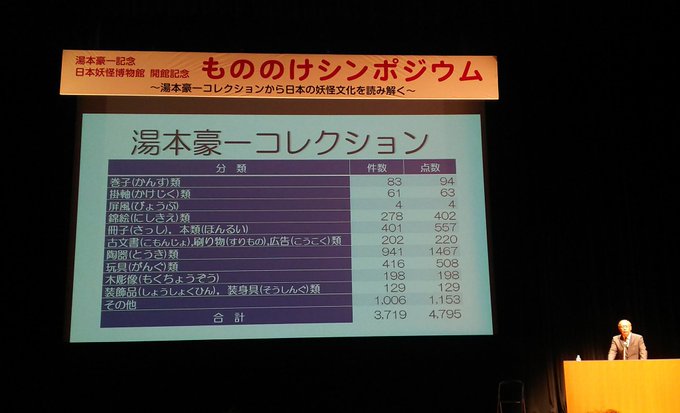 湯本豪一記念
日本妖怪博物館 開館記念
もののけシンポジウム
～湯本豪一コレクションから日本の妖怪文化を読み解く～
湯本豪一コレクション
分 類 件数 点数
巻子(かんす)類 83 94
掛軸(かけじく)類 61 63
屏風(びょうぶ) 4 4
錦絵(にしきえ)類 278 402
冊子(さっし), 本類(ほんるい) 401 557
古文書(こもんじょ),刷り物(すりもの),広告(こうこく)類 202 220
陶器(とうき)類 941 1467
玩具(がんぐ)類 416 508
木彫像(もくちょうぞう) 198 198
装飾品(しょうしょくひん), 装身具(そうしんぐ)類 129 129
その他 1,006 1,153
合 計 3,719 4,795